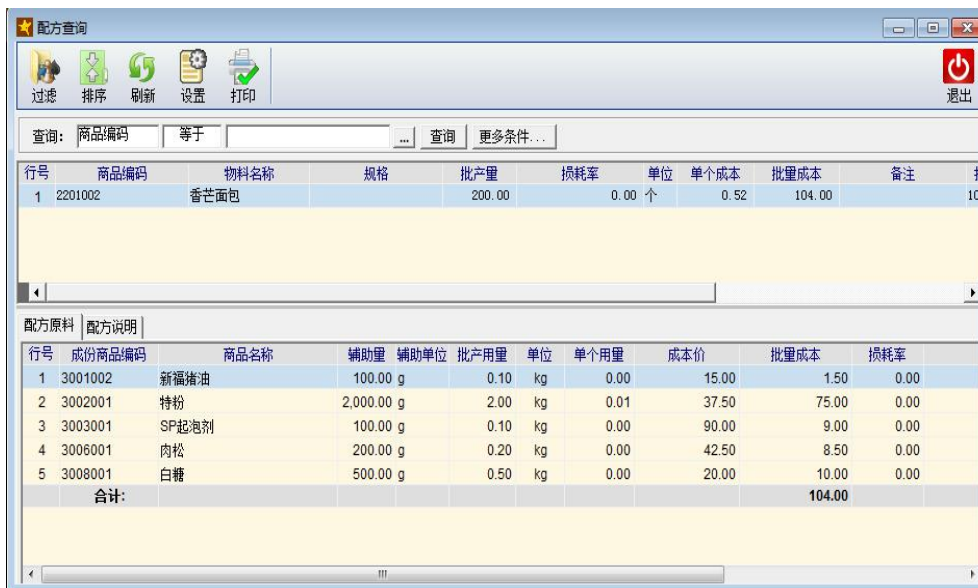 配方查询
过滤 排序 刷新 设置 打印 退出
查询: 商品编码 等于 ... 查询 更多条件...
行号 商品编码 物料名称 规格 批产量 损耗率 单位 单个成本 批量成本 备注
1 2201002 香芒面包 200.00 0.00 个 0.52 104.00 10
配方原料 配方说明
行号 成份商品编码 商品名称 辅助量 辅助单位 批产用量 单位 单个用量 成本价 批量成本 损耗率
1 3001002 新福猪油 100.00 g 0.10 kg 0.00 15.00 1.50 0.00
2 3002001 特粉 2,000.00 g 2.00 kg 0.01 37.50 75.00 0.00
3 3003001 SP起泡剂 100.00 g 0.10 kg 0.00 90.00 9.00 0.00
4 3006001 肉松 200.00 g 0.20 kg 0.00 42.50 8.50 0.00
5 3008001 白糖 500.00 g 0.50 kg 0.00 20.00 10.00 0.00
合计: 104.00